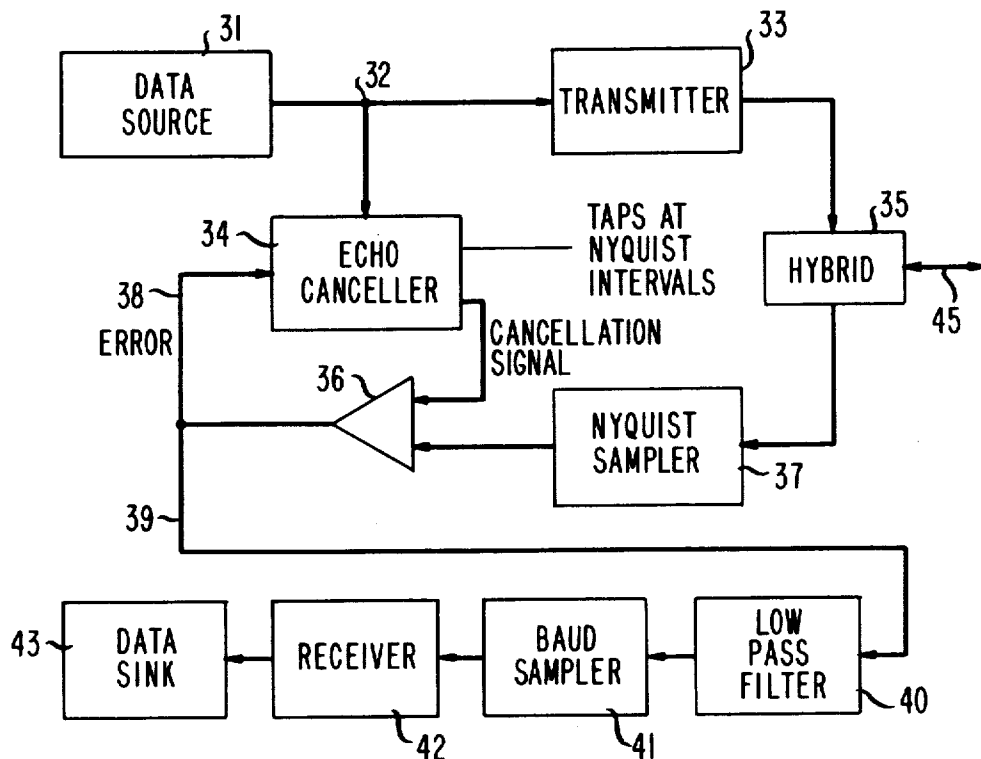 31
DATA
SOURCE
32
33
TRANSMITTER
34
ECHO
CANCELLER
TAPS AT
NYQUIST
INTERVALS
35
HYBRID
45
38
ERROR
CANCELLATION
SIGNAL
36
NYQUIST
SAMPLER
37
39
43
DATA
SINK
RECEIVER
42
BAUD
SAMPLER
41
LOW
PASS
FILTER
40